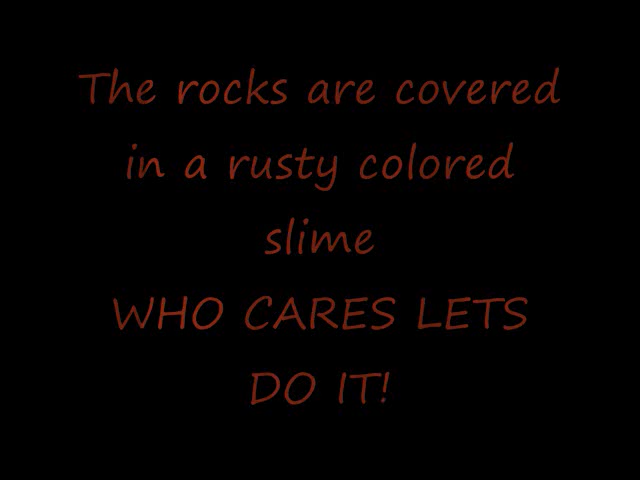 The rocks are covered
in a rusty colored
slime
WHO CARES LETS
DO IT!